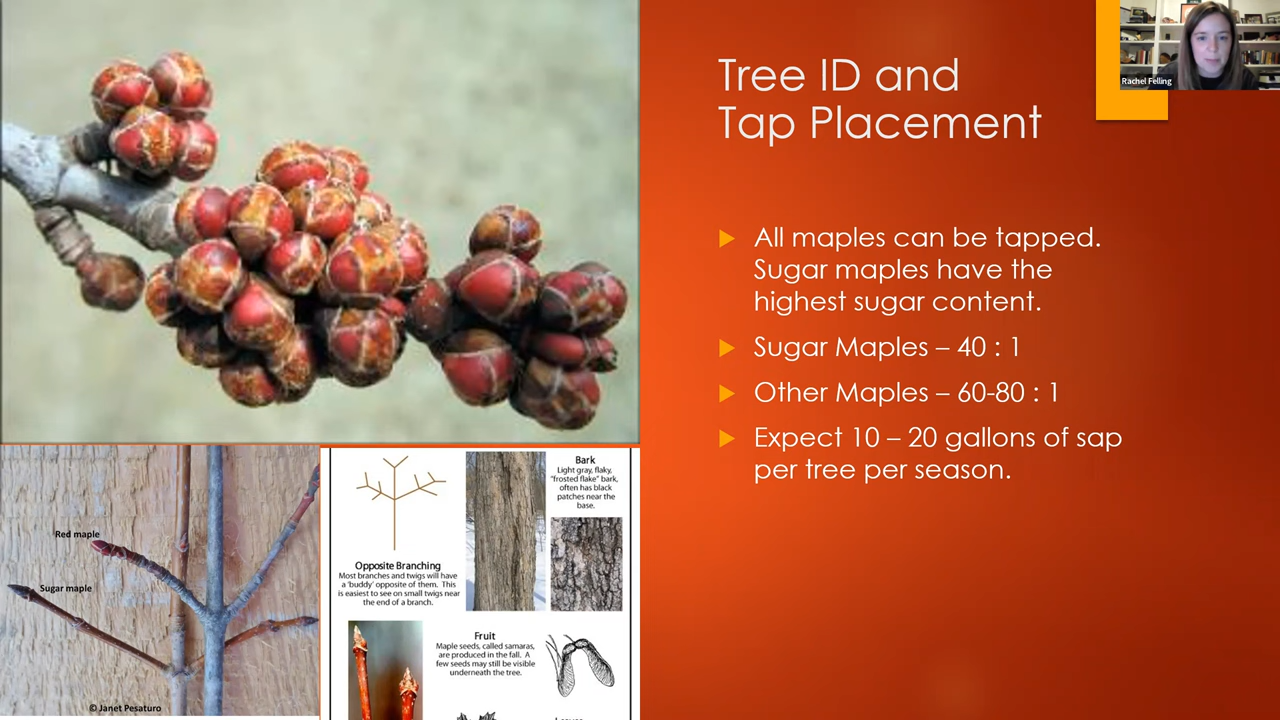 Tree ID and
Tap Placement
Rachel Felling
All maples can be tapped.
Sugar maples have the
highest sugar content.
Sugar Maples – 40 : 1
Other Maples – 60-80 : 1
Expect 10 – 20 gallons of sap
per tree per season.
Red maple
Sugar maple
© Janet Pesaturo
Bark
Light gray, flaky,
"frosted flake" bark,
often has black
patches near the
base.
Opposite Branching
Most branches and twigs will have
a 'buddy' opposite of them. This
is easiest to see on small twigs near
the end of a branch.
Fruit
Maple seeds, called samaras,
are produced in the fall. A
few seeds may still be visible
underneath the tree.